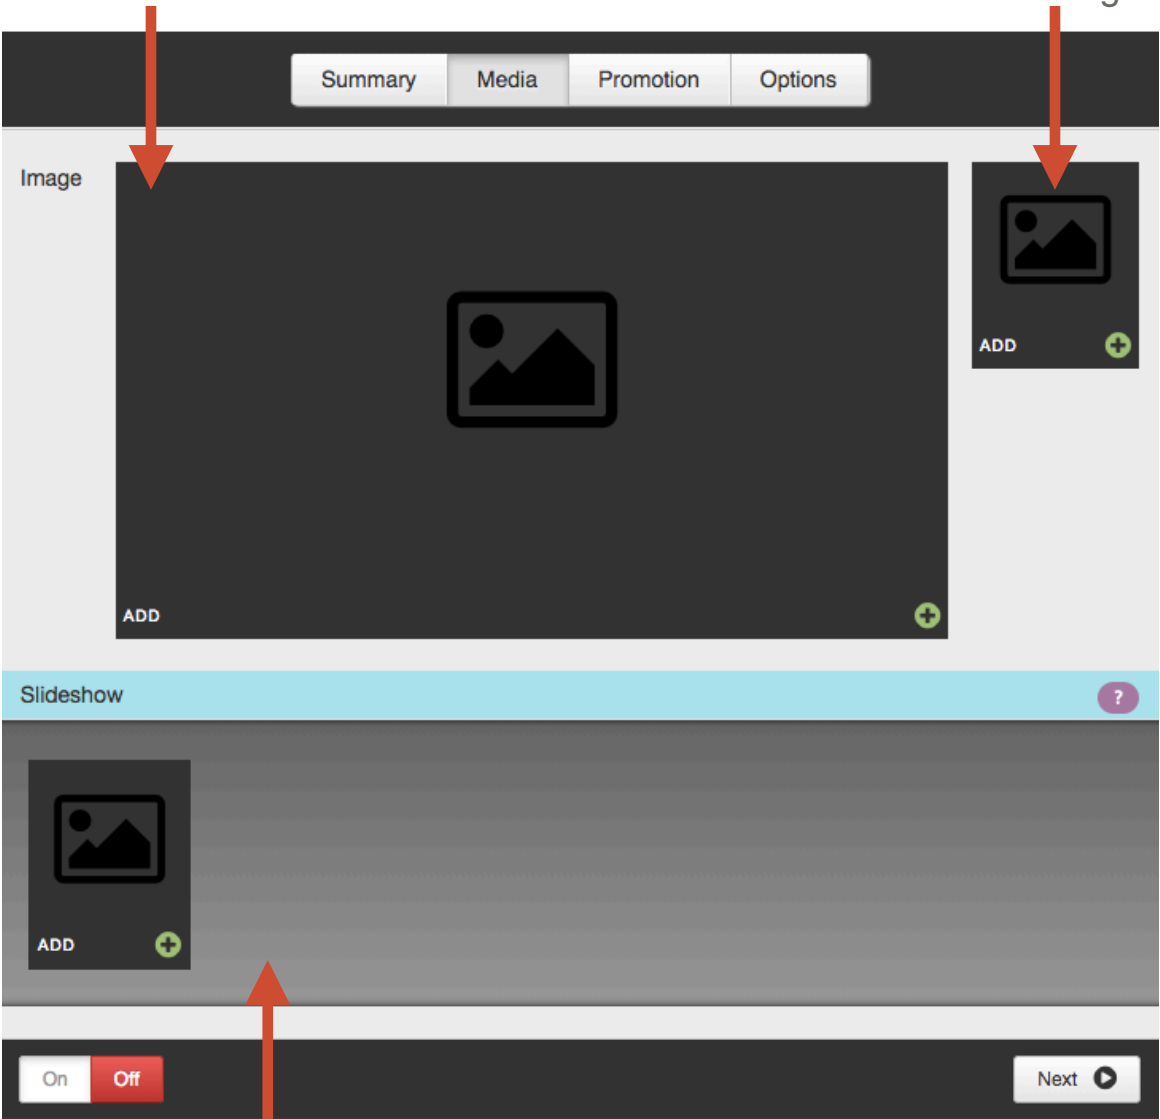 Summary Media Promotion Options
Image
ADD
ADD
Slideshow ?
ADD
On Off Next